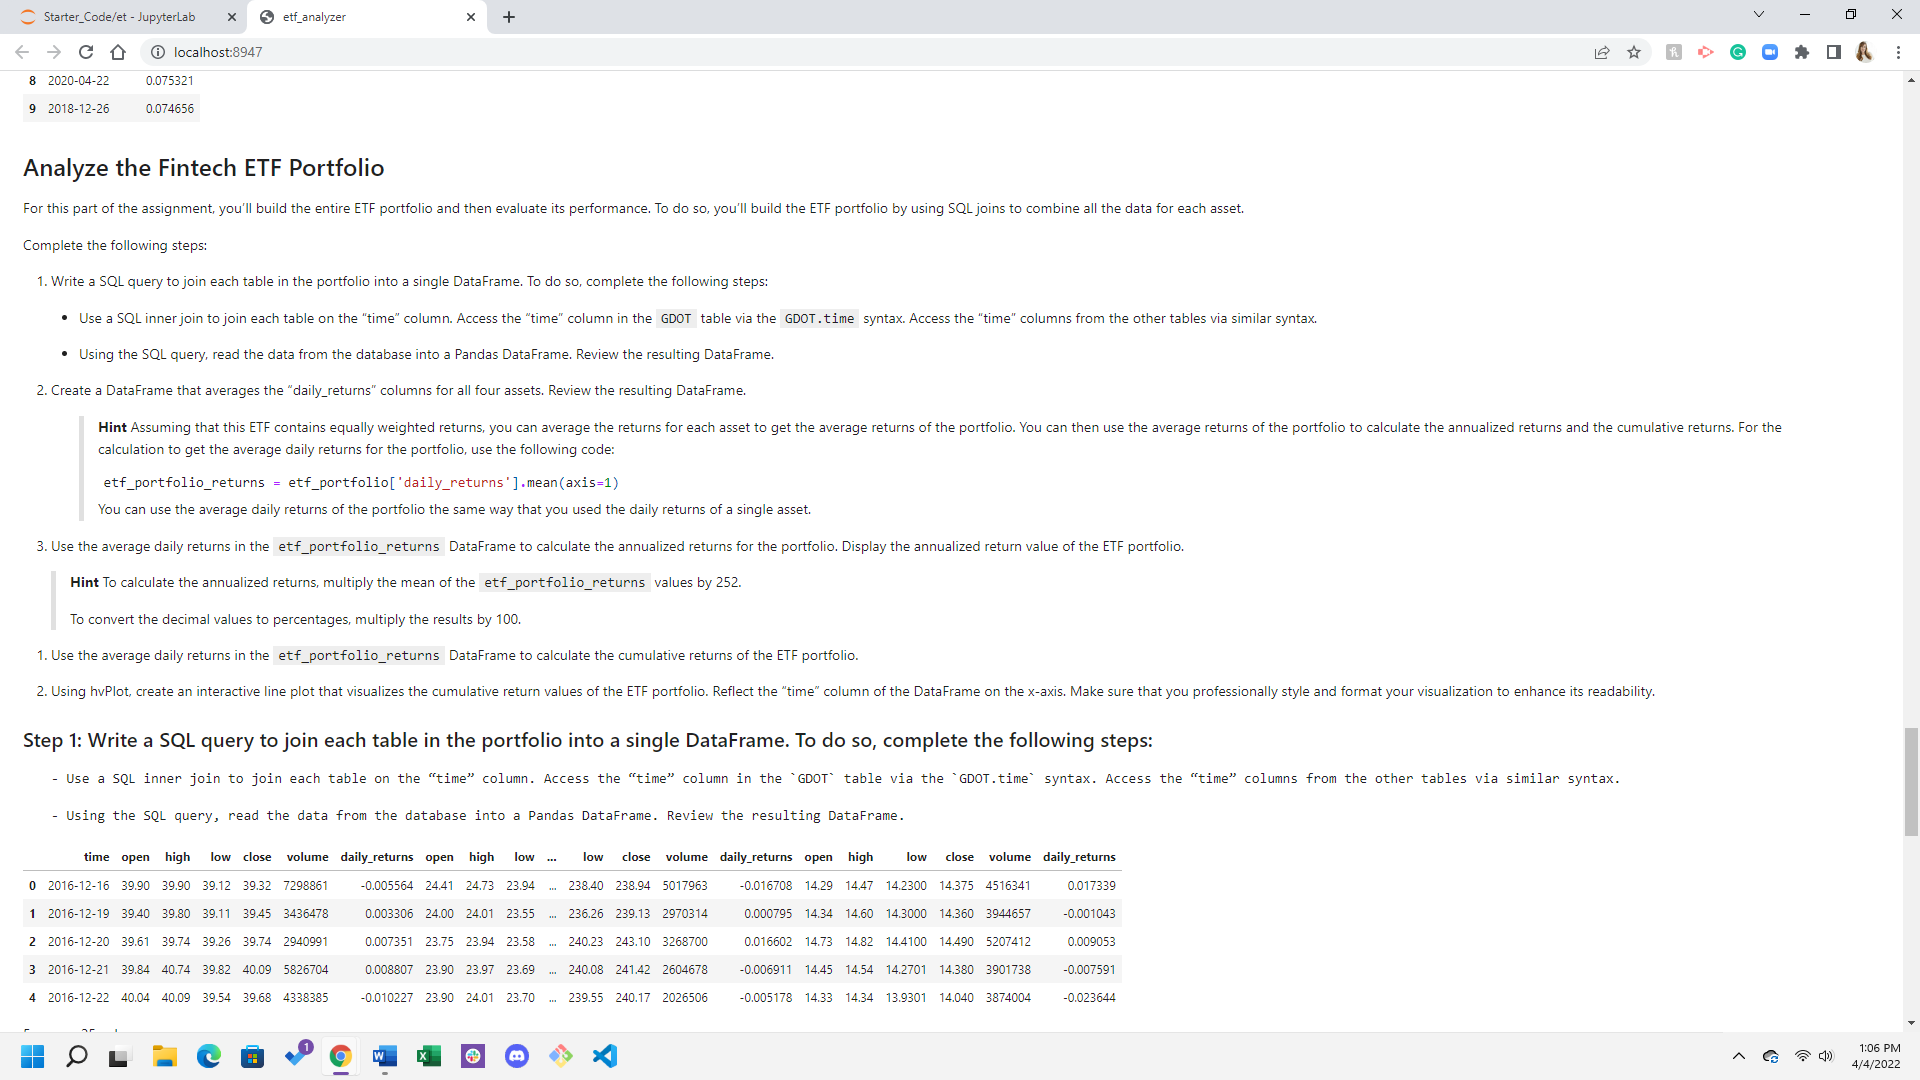 Starter_Code/et - JupyterLab
etf_analyzer
localhost:8947
8 2020-04-22 0.075321
9 2018-12-26 0.074656
Analyze the Fintech ETF Portfolio
For this part of the assignment, you’ll build the entire ETF portfolio and then evaluate its performance. To do so, you’ll build the ETF portfolio by using SQL joins to combine all the data for each asset.
Complete the following steps:
1. Write a SQL query to join each table in the portfolio into a single DataFrame. To do so, complete the following steps:
• Use a SQL inner join to join each table on the “time” column. Access the “time” column in the GDOT table via the GDOT.time syntax. Access the “time” columns from the other tables via similar syntax.
• Using the SQL query, read the data from the database into a Pandas DataFrame. Review the resulting DataFrame.
2. Create a DataFrame that averages the “daily_returns” columns for all four assets. Review the resulting DataFrame.
Hint Assuming that this ETF contains equally weighted returns, you can average the returns for each asset to get the average returns of the portfolio. You can then use the average returns of the portfolio to calculate the annualized returns and the cumulative returns. For the
calculation to get the average daily returns for the portfolio, use the following code:
etf_portfolio_returns = etf_portfolio['daily_returns'].mean(axis=1)
You can use the average daily returns of the portfolio the same way that you used the daily returns of a single asset.
3. Use the average daily returns in the etf_portfolio_returns DataFrame to calculate the annualized returns for the portfolio. Display the annualized return value of the ETF portfolio.
Hint To calculate the annualized returns, multiply the mean of the etf_portfolio_returns values by 252.
To convert the decimal values to percentages, multiply the results by 100.
1. Use the average daily returns in the etf_portfolio_returns DataFrame to calculate the cumulative returns of the ETF portfolio.
2. Using hvPlot, create an interactive line plot that visualizes the cumulative return values of the ETF portfolio. Reflect the “time” column of the DataFrame on the x-axis. Make sure that you professionally style and format your visualization to enhance its readability.
Step 1: Write a SQL query to join each table in the portfolio into a single DataFrame. To do so, complete the following steps:
- Use a SQL inner join to join each table on the “time” column. Access the “time” column in the `GDOT` table via the `GDOT.time` syntax. Access the “time” columns from the other tables via similar syntax.
- Using the SQL query, read the data from the database into a Pandas DataFrame. Review the resulting DataFrame.
time open high low close volume daily_returns open high low ... low close volume daily_returns open high low close volume daily_returns
0 2016-12-16 39.90 39.90 39.12 39.32 7298861 -0.005564 24.41 24.73 23.94 ... 238.40 238.94 5017963 -0.016708 14.29 14.47 14.2300 14.375 4516341 0.017339
1 2016-12-19 39.40 39.80 39.11 39.45 3436478 0.003306 24.00 24.01 23.55 ... 236.26 239.13 2970314 0.000795 14.34 14.60 14.3000 14.360 3944657 -0.001043
2 2016-12-20 39.61 39.74 39.26 39.74 2940991 0.007351 23.75 23.94 23.58 ... 240.23 243.10 3268700 0.016602 14.73 14.82 14.4100 14.490 5207412 0.009053
3 2016-12-21 39.84 40.74 39.82 40.09 5826704 0.008807 23.90 23.97 23.69 ... 240.08 241.42 2604678 -0.006911 14.45 14.54 14.2701 14.380 3901738 -0.007591
4 2016-12-22 40.04 40.09 39.54 39.68 4338385 -0.010227 23.90 24.01 23.70 ... 239.55 240.17 2026506 -0.005178 14.33 14.34 13.9301 14.040 3874004 -0.023644
1
1:06 PM
4/4/2022